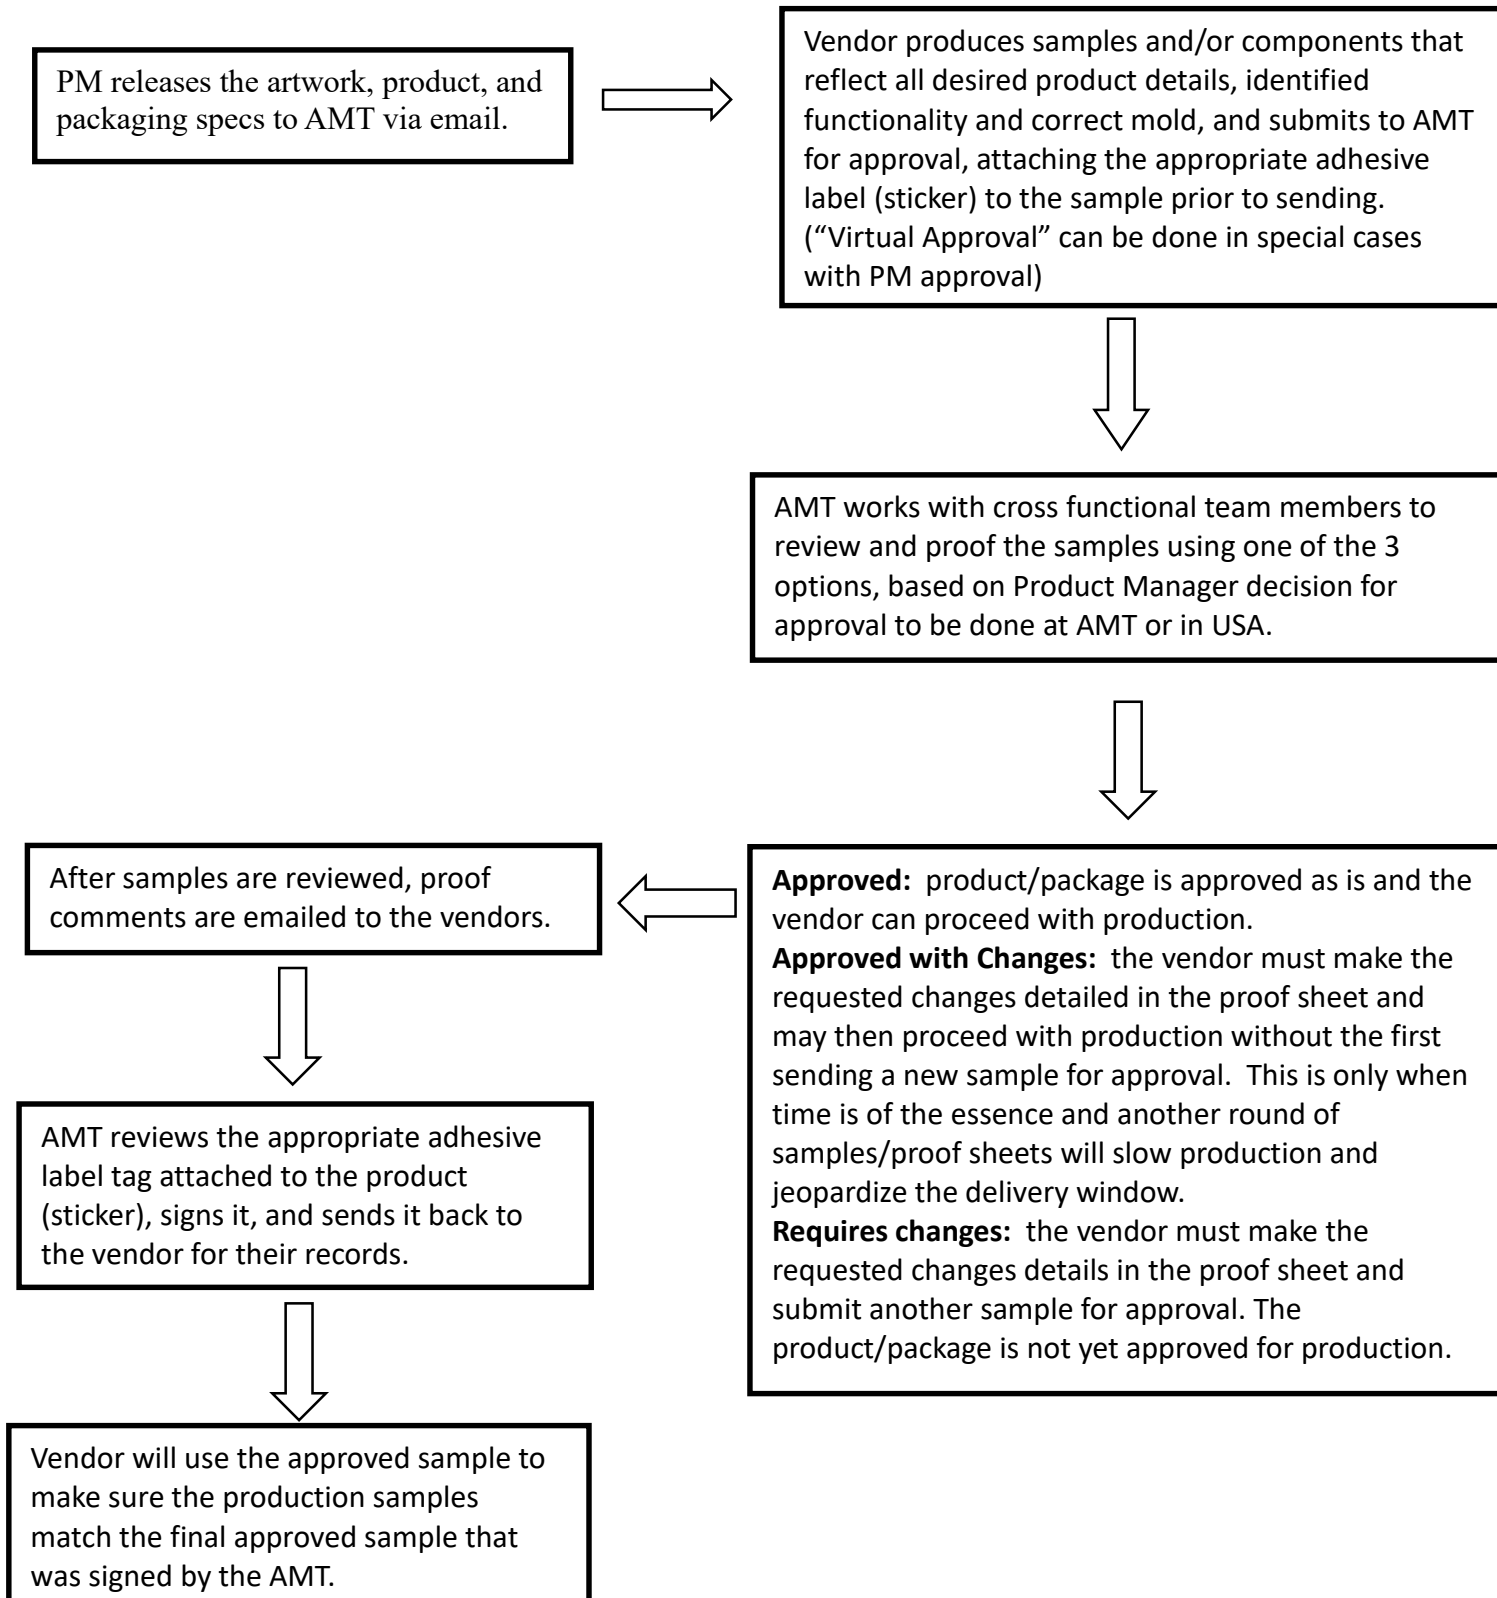 PM releases the artwork, product, and
packaging specs to AMT via email.
Vendor produces samples and/or components that
reflect all desired product details, identified
functionality and correct mold, and submits to AMT
for approval, attaching the appropriate adhesive
label (sticker) to the sample prior to sending.
(“Virtual Approval” can be done in special cases
with PM approval)
AMT works with cross functional team members to
review and proof the samples using one of the 3
options, based on Product Manager decision for
approval to be done at AMT or in USA.
Approved:  product/package is approved as is and the
vendor can proceed with production.
Approved with Changes:  the vendor must make the
requested changes detailed in the proof sheet and
may then proceed with production without the first
sending a new sample for approval.  This is only when
time is of the essence and another round of
samples/proof sheets will slow production and
jeopardize the delivery window.
Requires changes:  the vendor must make the
requested changes details in the proof sheet and
submit another sample for approval. The
product/package is not yet approved for production.
After samples are reviewed, proof
comments are emailed to the vendors.
AMT reviews the appropriate adhesive
label tag attached to the product
(sticker), signs it, and sends it back to
the vendor for their records.
Vendor will use the approved sample to
make sure the production samples
match the final approved sample that
was signed by the AMT.